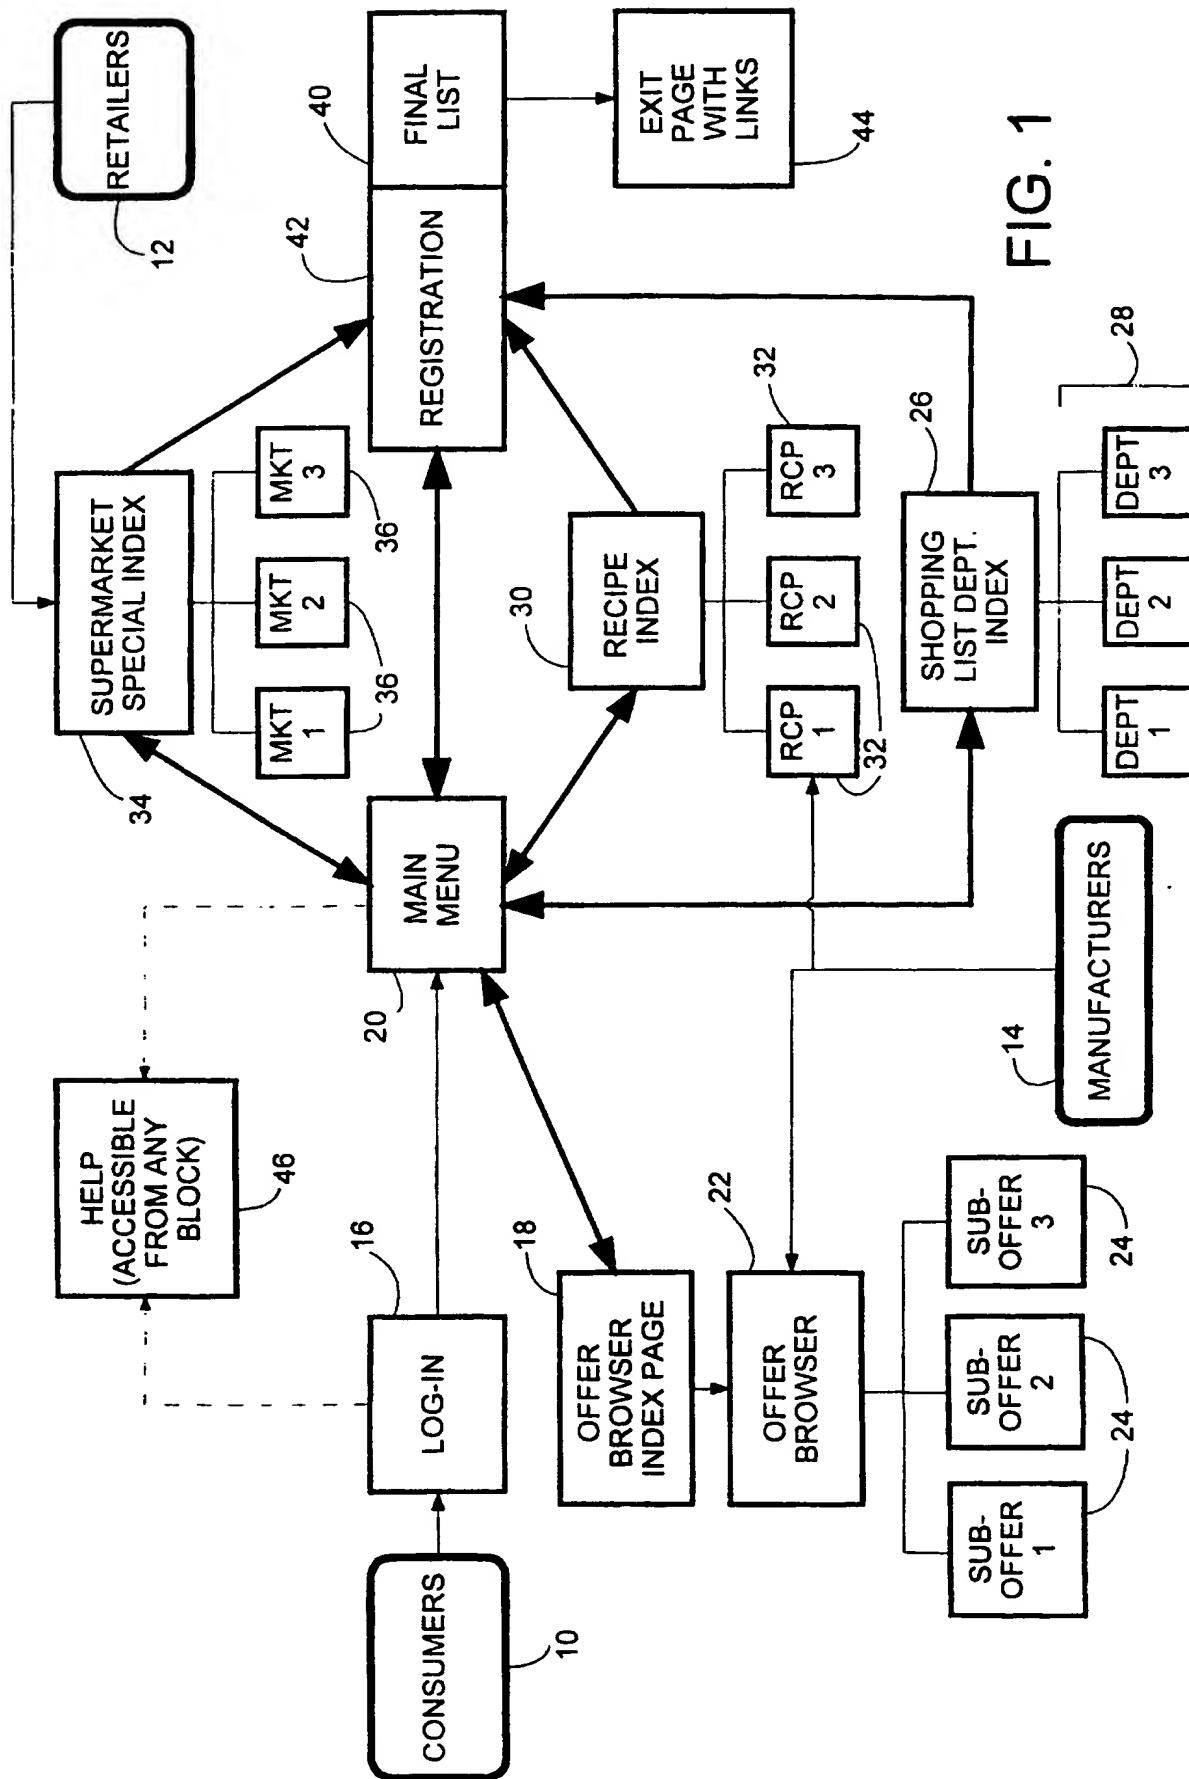 RETAILERS
12
HELP
(ACCESSIBLE
FROM ANY
BLOCK)
46
SUPERMARKET
SPECIAL INDEX
34
MKT
1
MKT
2
MKT
3
36
36
CONSUMERS
10
LOG-IN
16
MAIN
MENU
20
REGISTRATION
42
FINAL
LIST
40
EXIT
PAGE
WITH
LINKS
44
OFFER
BROWSER
INDEX PAGE
18
OFFER
BROWSER
22
SUB-
OFFER
1
SUB-
OFFER
2
SUB-
OFFER
3
24
24
RECIPE
INDEX
30
RCP
1
RCP
2
RCP
3
32
32
32
SHOPPING
LIST DEPT.
INDEX
26
DEPT
1
DEPT
2
DEPT
3
28
MANUFACTURERS
14
FIG. 1